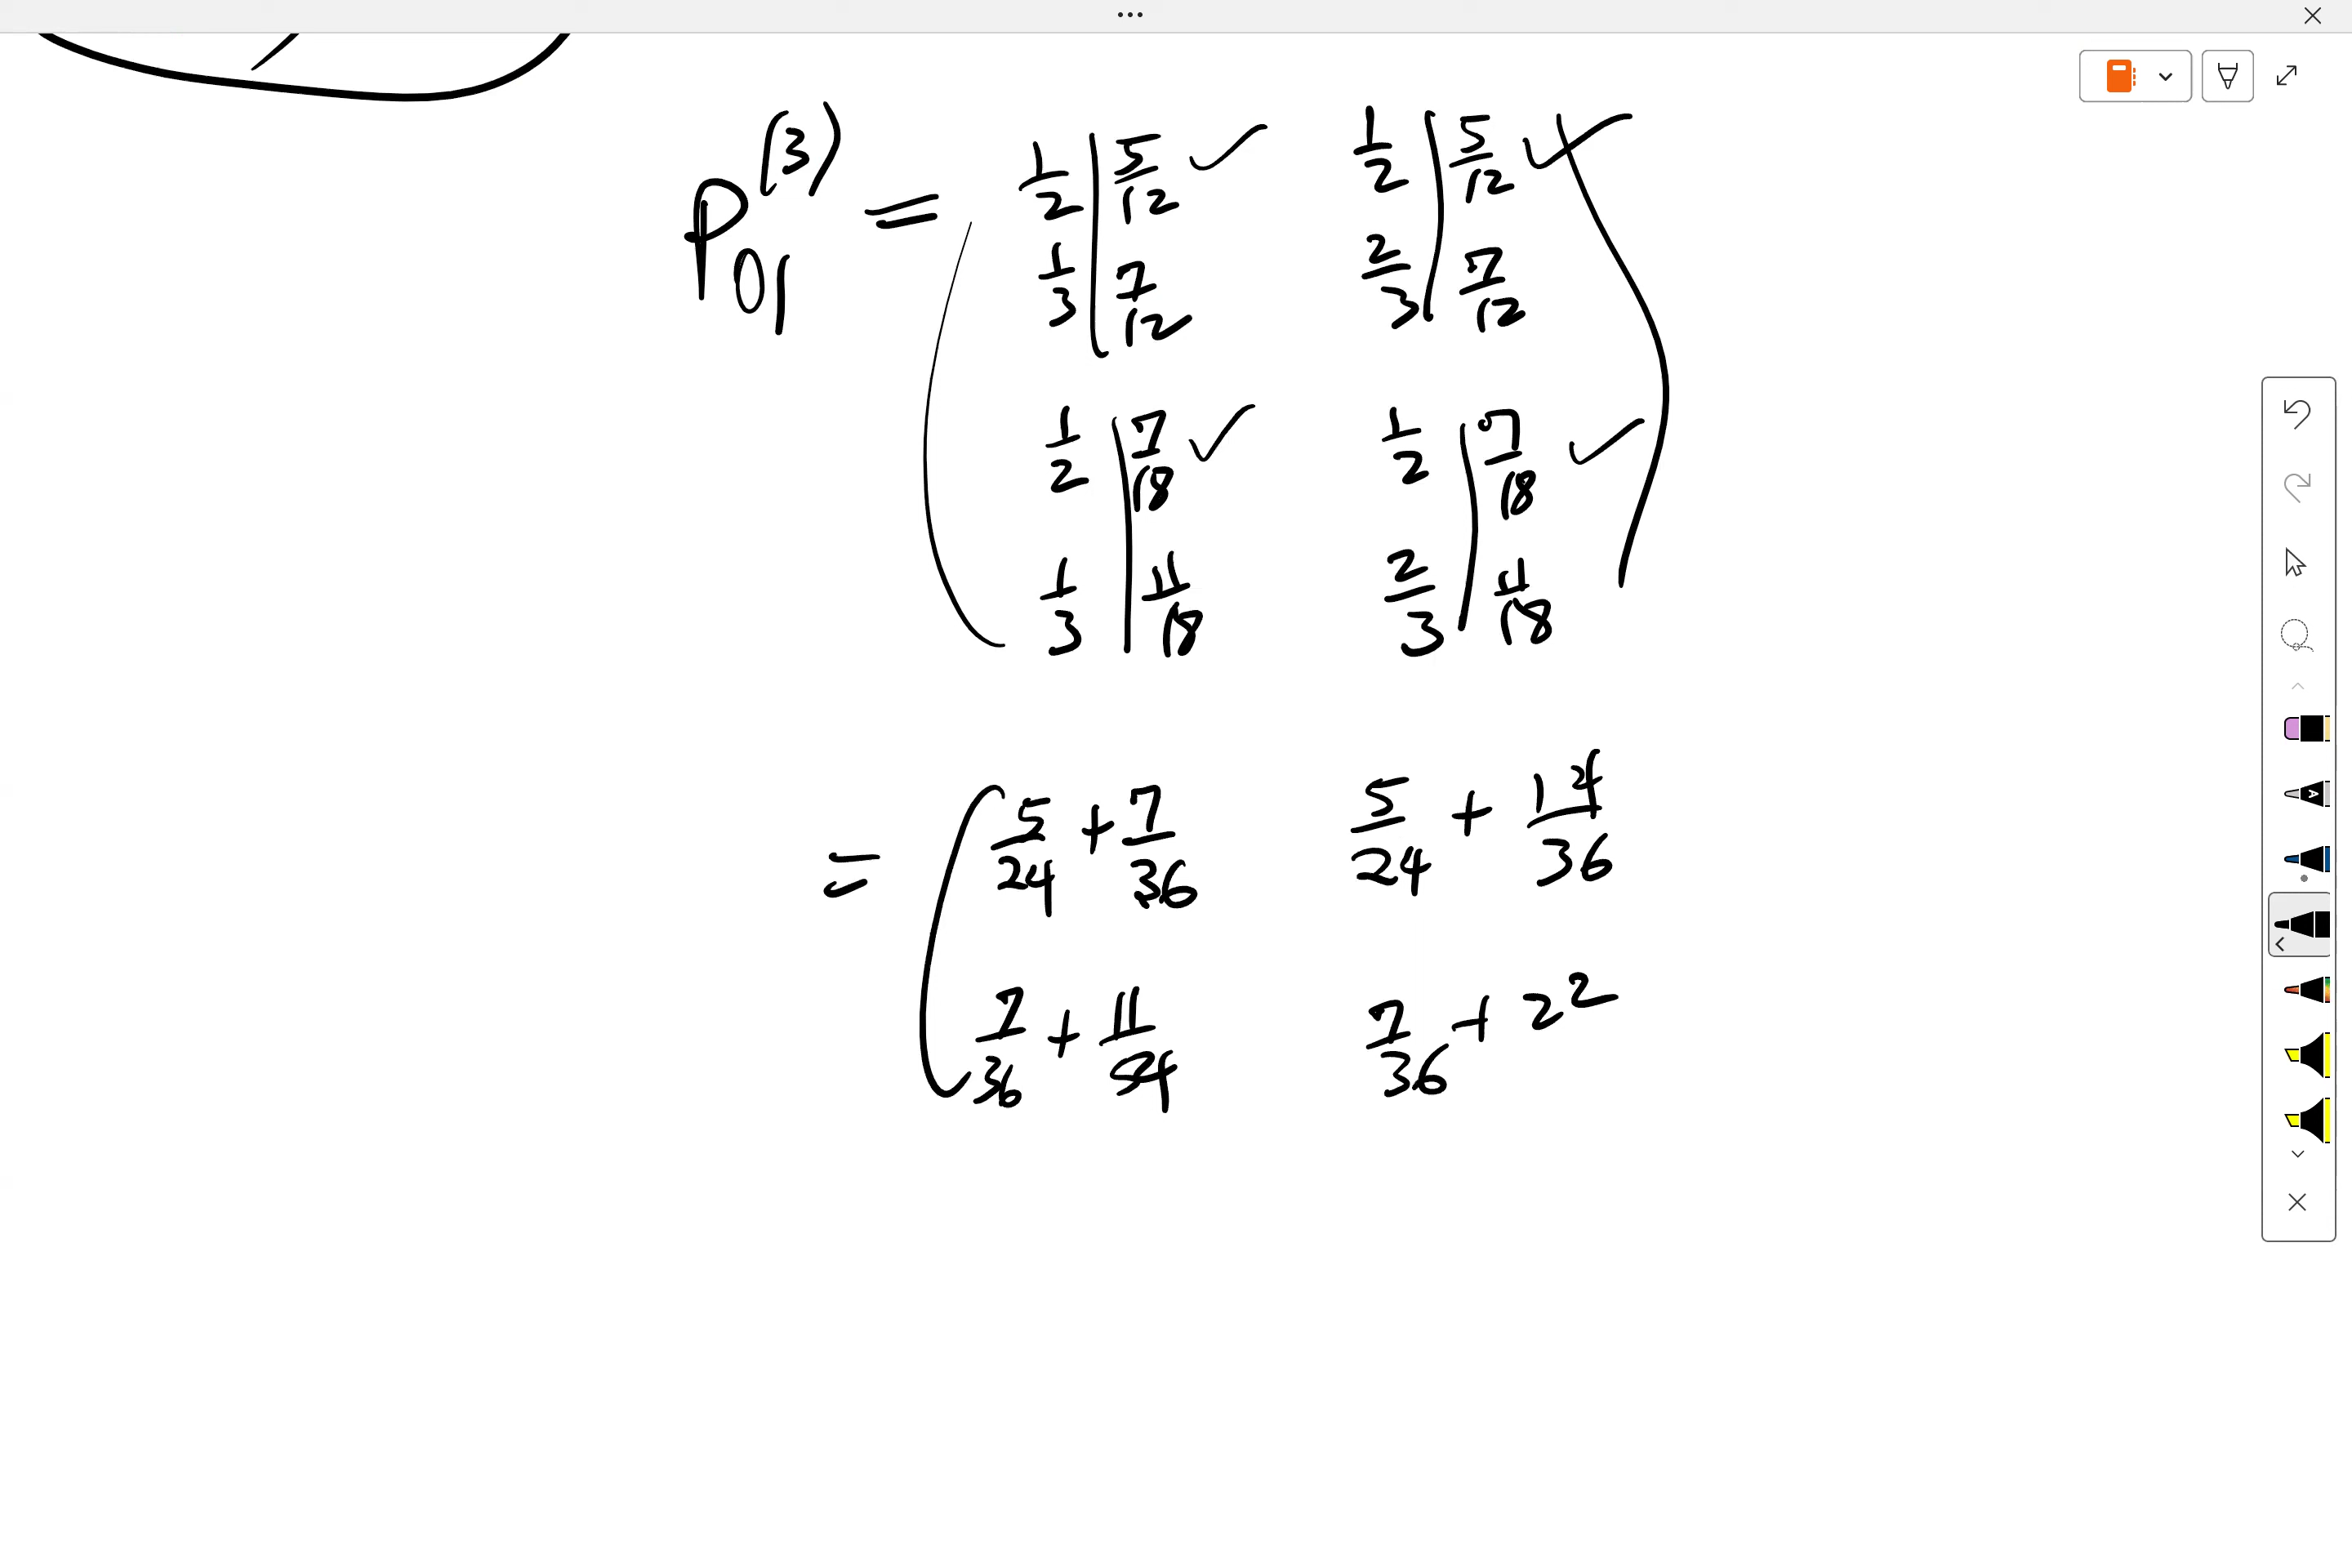 P₀₁⁽³⁾ = ( 1/2 | 5/12 ✓ 1/2 | 5/12 ✓
1/3 | 7/12 2/3 | 7/12
1/2 | 7/18 ✓ 1/2 | 7/18 ✓
1/3 | 11/18 2/3 | 11/18 )
= ( 5/24 + 7/36 5/24 + 14/36
7/36 + 11/54 7/36 + 22